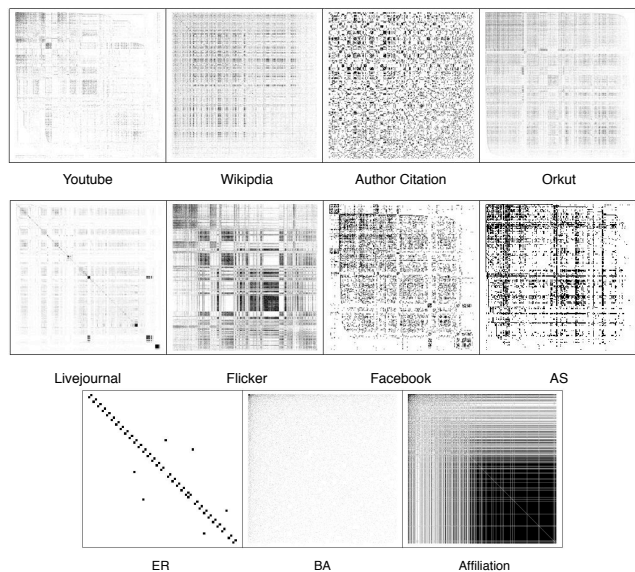 Youtube Wikipdia Author Citation Orkut
Livejournal Flicker Facebook AS
ER BA Affiliation